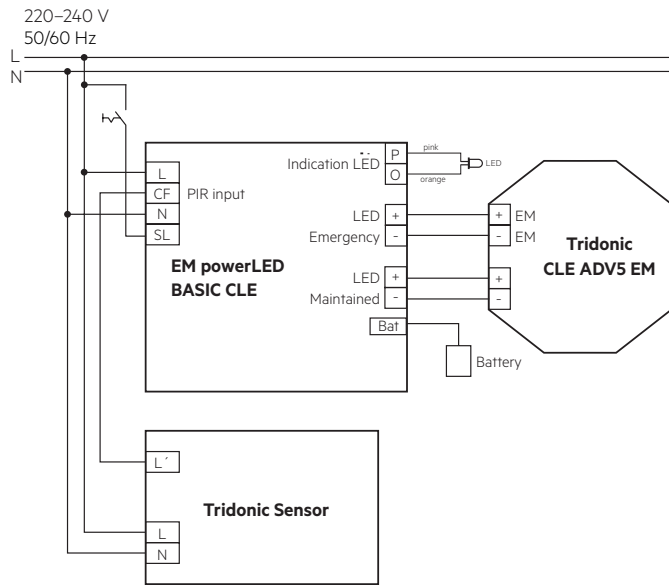 220–240 V
50/60 Hz
L
N
L
CF
PIR input
N
SL
Indication LED
P
O
pink
orange
LED
LED
+
Emergency
-
EM powerLED
BASIC CLE
LED
+
Maintained
-
Bat
Battery
+
EM
-
EM
+
-
Tridonic
CLE ADV5 EM
L´
Tridonic Sensor
L
N